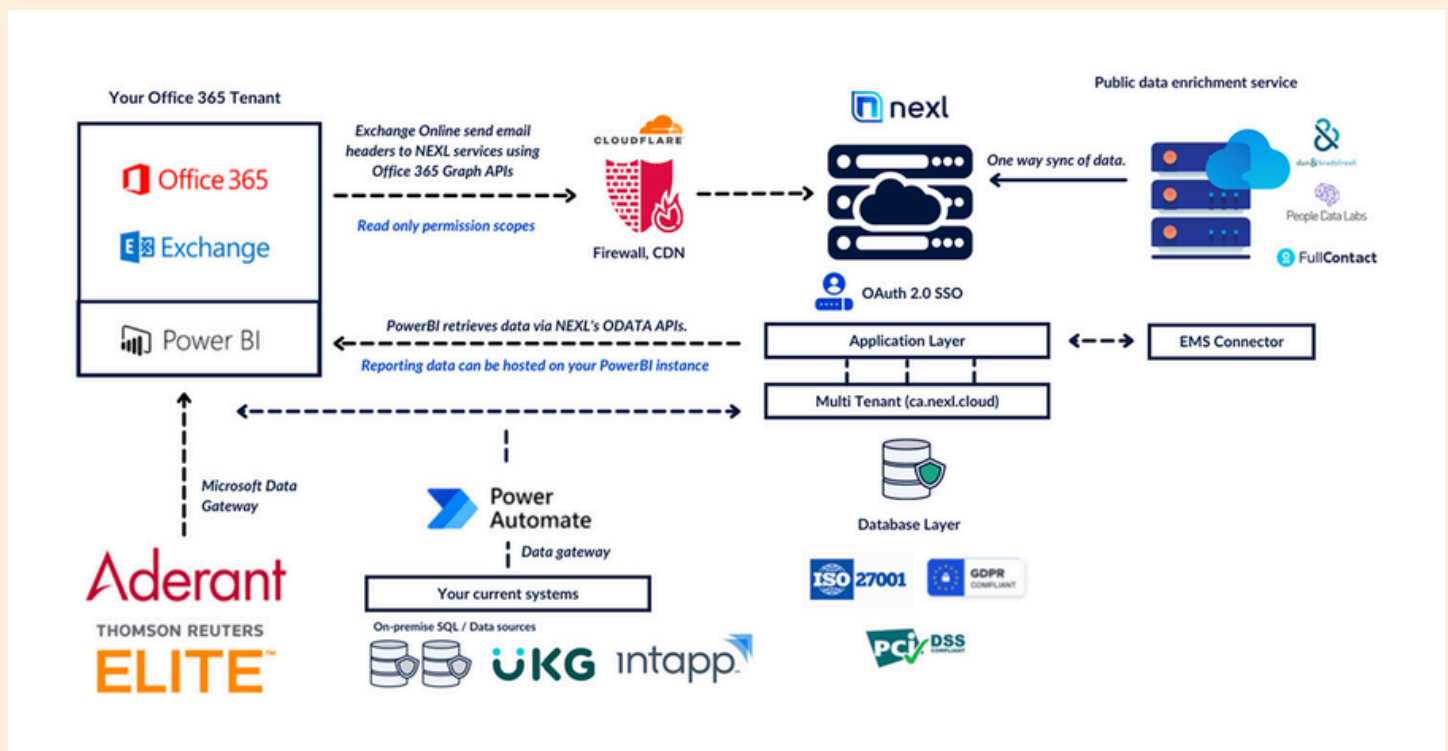 Your Office 365 Tenant
Office 365
Exchange
Power BI
Exchange Online send email
headers to NEXL services using
Office 365 Graph APIs
Read only permission scopes
CLOUDFLARE
Firewall, CDN
nexl
OAuth 2.0 SSO
One way sync of data.
Public data enrichment service
dun & bradstreet
People Data Labs
FullContact
PowerBI retrieves data via NEXL's ODATA APIs.
Reporting data can be hosted on your PowerBI instance
Application Layer
EMS Connector
Multi Tenant (ca.nexl.cloud)
Microsoft Data
Gateway
Power
Automate
Data gateway
Database Layer
Aderant
THOMSON REUTERS
ELITE™
Your current systems
On-premise SQL / Data sources
UKG
intapp
ISO 27001
GDPR
COMPLIANT
PCI DSS
COMPLIANT